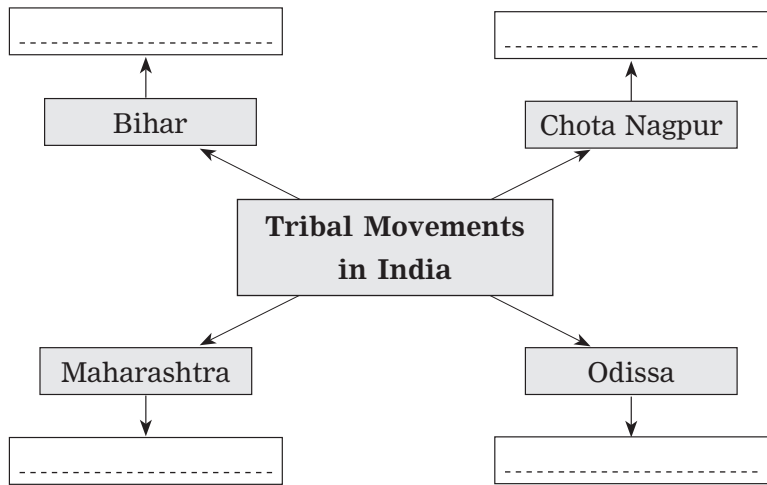 Bihar
Chota Nagpur
Tribal Movements
in India
Maharashtra
Odissa